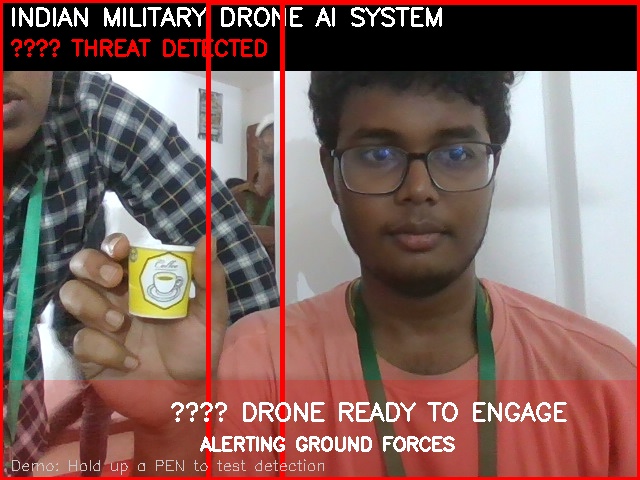 INDIAN MILITARY DRONE AI SYSTEM
???? THREAT DETECTED
Coffee
???? DRONE READY TO ENGAGE
ALERTING GROUND FORCES
Demo: Hold up a PEN to test detection